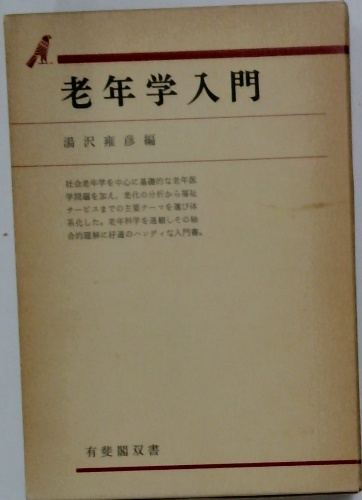 老年学入門
湯沢雍彦編
社会老年学を中心に基礎的な老年医
学問題を加え，老化の分析から福祉
サービスまでの主要テーマを選び体
系化した。老年科学を通観しその総
合的理解に好適のハンディな入門書。
有斐閣双書